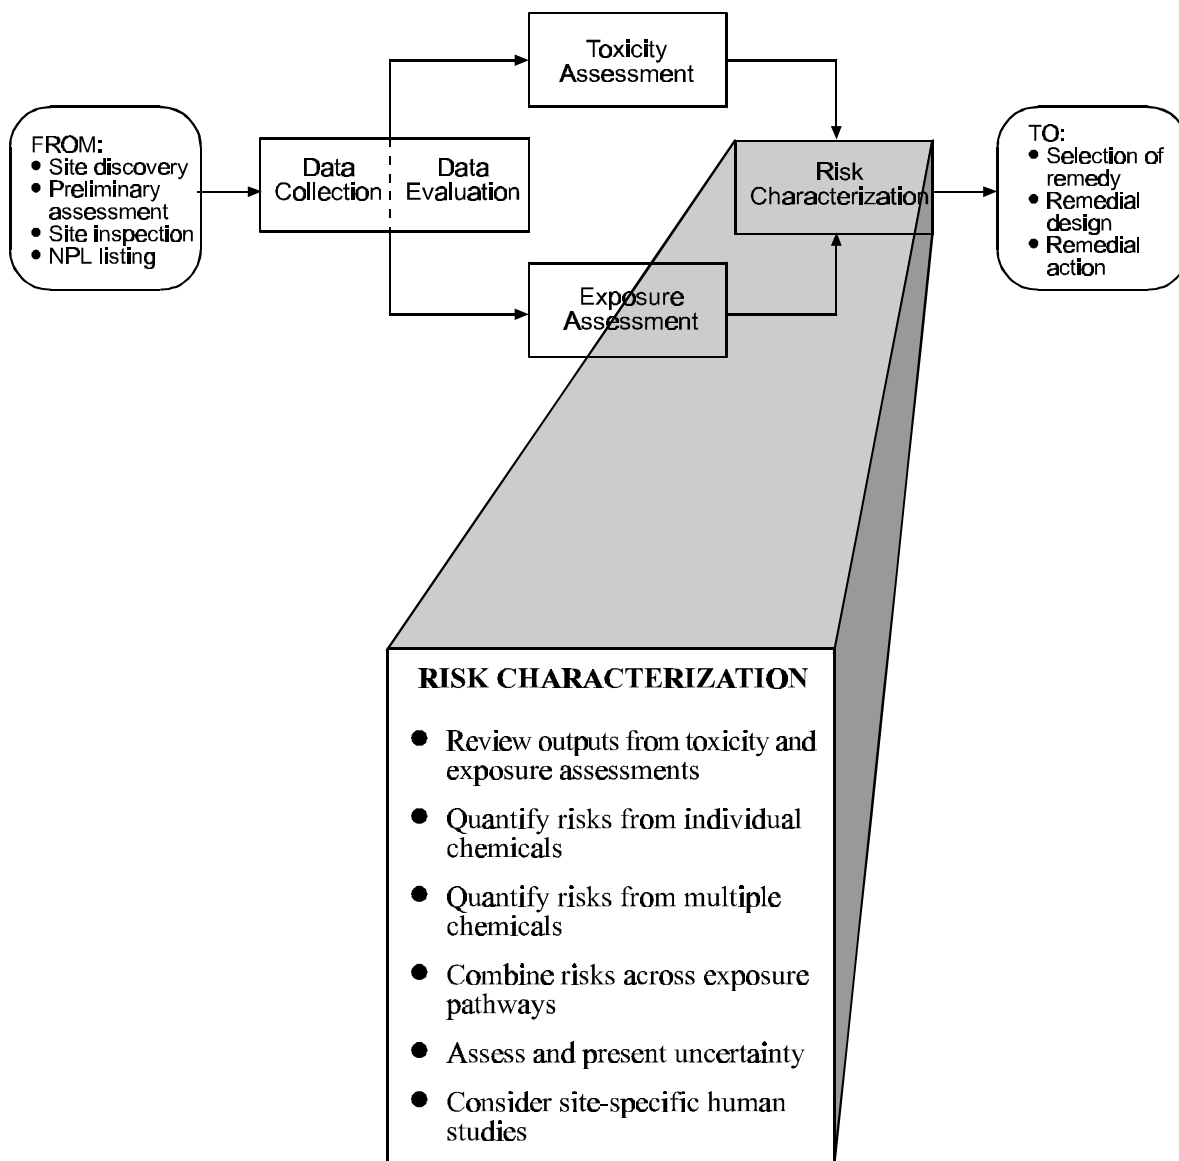 Toxicity
Assessment
FROM:
● Site discovery
● Preliminary
assessment
● Site inspection
● NPL listing
Data
Collection
Data
Evaluation
Risk
Characterization
TO:
● Selection of
remedy
● Remedial
design
● Remedial
action
Exposure
Assessment
RISK CHARACTERIZATION
● Review outputs from toxicity and
exposure assessments
● Quantify risks from individual
chemicals
● Quantify risks from multiple
chemicals
● Combine risks across exposure
pathways
● Assess and present uncertainty
● Consider site-specific human
studies